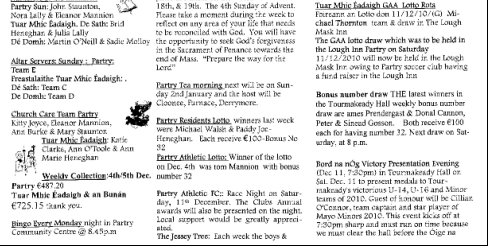 Partry Sun: John Staunton,
Nora Lally & Eleanor Mannion
Tuar Mhic Éadaigh, Dé Sath: Bríd
Heneghan, & Julia Lally
Dé Domh: Martin O'Neill & Sadie Molloy
Altar Servers: Sunday : Partry:
Team E
Freastalaithe Tuar Mhic Éadaigh: .
Dé Sath: Team C
De Domh: Team D
Church Care Team Partry
Kitty Joyce, Eleanor Mannion,
Ann Burke & Mary Staunton
Tuar Mhic Éadaigh: Katie
Clarke, Ann O'Toole & Ann
Marie Heneghan
Weekly Collection:4th/5th Dec.
Partry €487.20
Tuar Mhic Éadaigh & an Bunán
€725.15 thank you.
Bingo Every Monday night in Partry
Community Centre @ 8.45p.m
18th, & 19th. The 4th Sunday of Advent.
Please take a moment during the week to
reflect on any area of your life that needs
to be reconciled with God. You will have
the opportunity to seek God's forgiveness
in the Sacrament of Penance towards the
end of Mass. "Prepare the way for the
Lord"
Partry Tea morning next will be on Sun-
day 2nd January and the host will be
Cloonee, Furnace, Derrymore.
Partry Residents Lotto winners last week
were Michael Walsh & Paddy Joe-
Henaghan. Each receive €100-Bonus No
32
Partry Athletic Lotto: Winner of the lotto
on Dec. 4th was tom Mannion with bonus
number 32
Partry Athletic FC:: Race Night on Satur-
day, 11th December. The Clubs Annual
awards will also be presented on the night.
Local support would be greatly appreci-
ated.
The Jessey Tree: Each week the boys &
Tuar Mhic Éadaigh GAA Lotto Rota
Foireann an Lotto don 11/12/10/(G) Mi-
chael Thornton team & draw in The Lough
Mask Inn
The GAA lotto draw which was to be held in
the Lough Inn Partry on Saturday
11/12/2010 will now be held in the Lough
Mask Inn owing to Partry soccer club having
a fund raiser in the Lough Inn
Bonus number draw THE latest winners in
the Tourmakeady Hall weekly bonus number
draw are ames Prendergast & Donal Cannon,
Peter & Sinead Gosson. Both receive €100
each for having number 32. Next draw on Sat-
urday, at 8 p.m.
Bord na nÓg Victory Presentation Evening
(Dec 11, 7.30pm) in Tourmakeady Hall on
Sat. Dec. 11 to present medals to Tour-
makeady's victorious U-14, U-16 and Minor
teams of 2010. Guest of honour will be Cillian
O'Connor, team captain and star player of
Mayo Minors 2010. This event kicks off at
7:30pm sharp and must run on time because
we must clear the hall before the Oige na